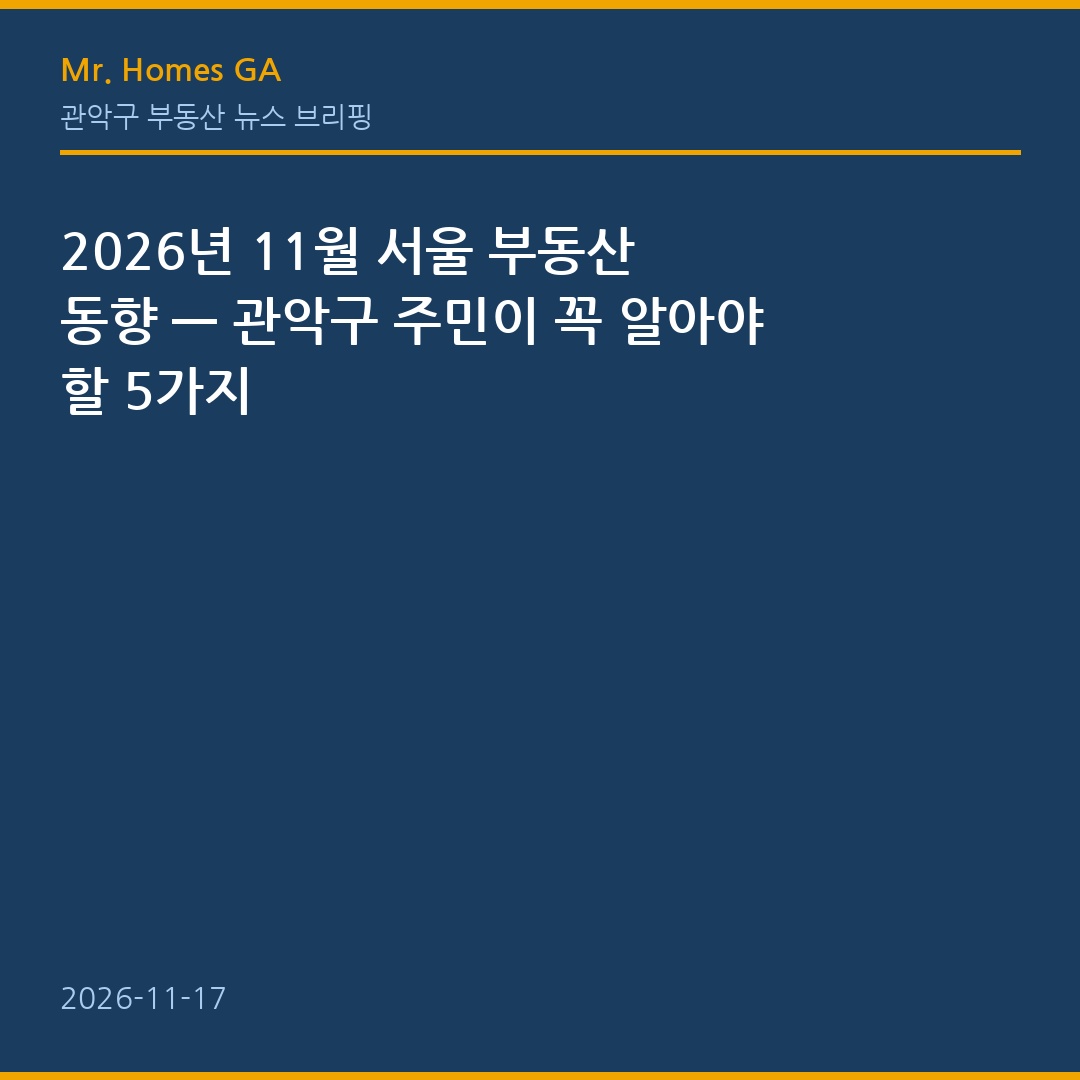 Mr. Homes GA
관악구 부동산 뉴스 브리핑
2026년 11월 서울 부동산
동향 — 관악구 주민이 꼭 알아야
할 5가지
2026-11-17